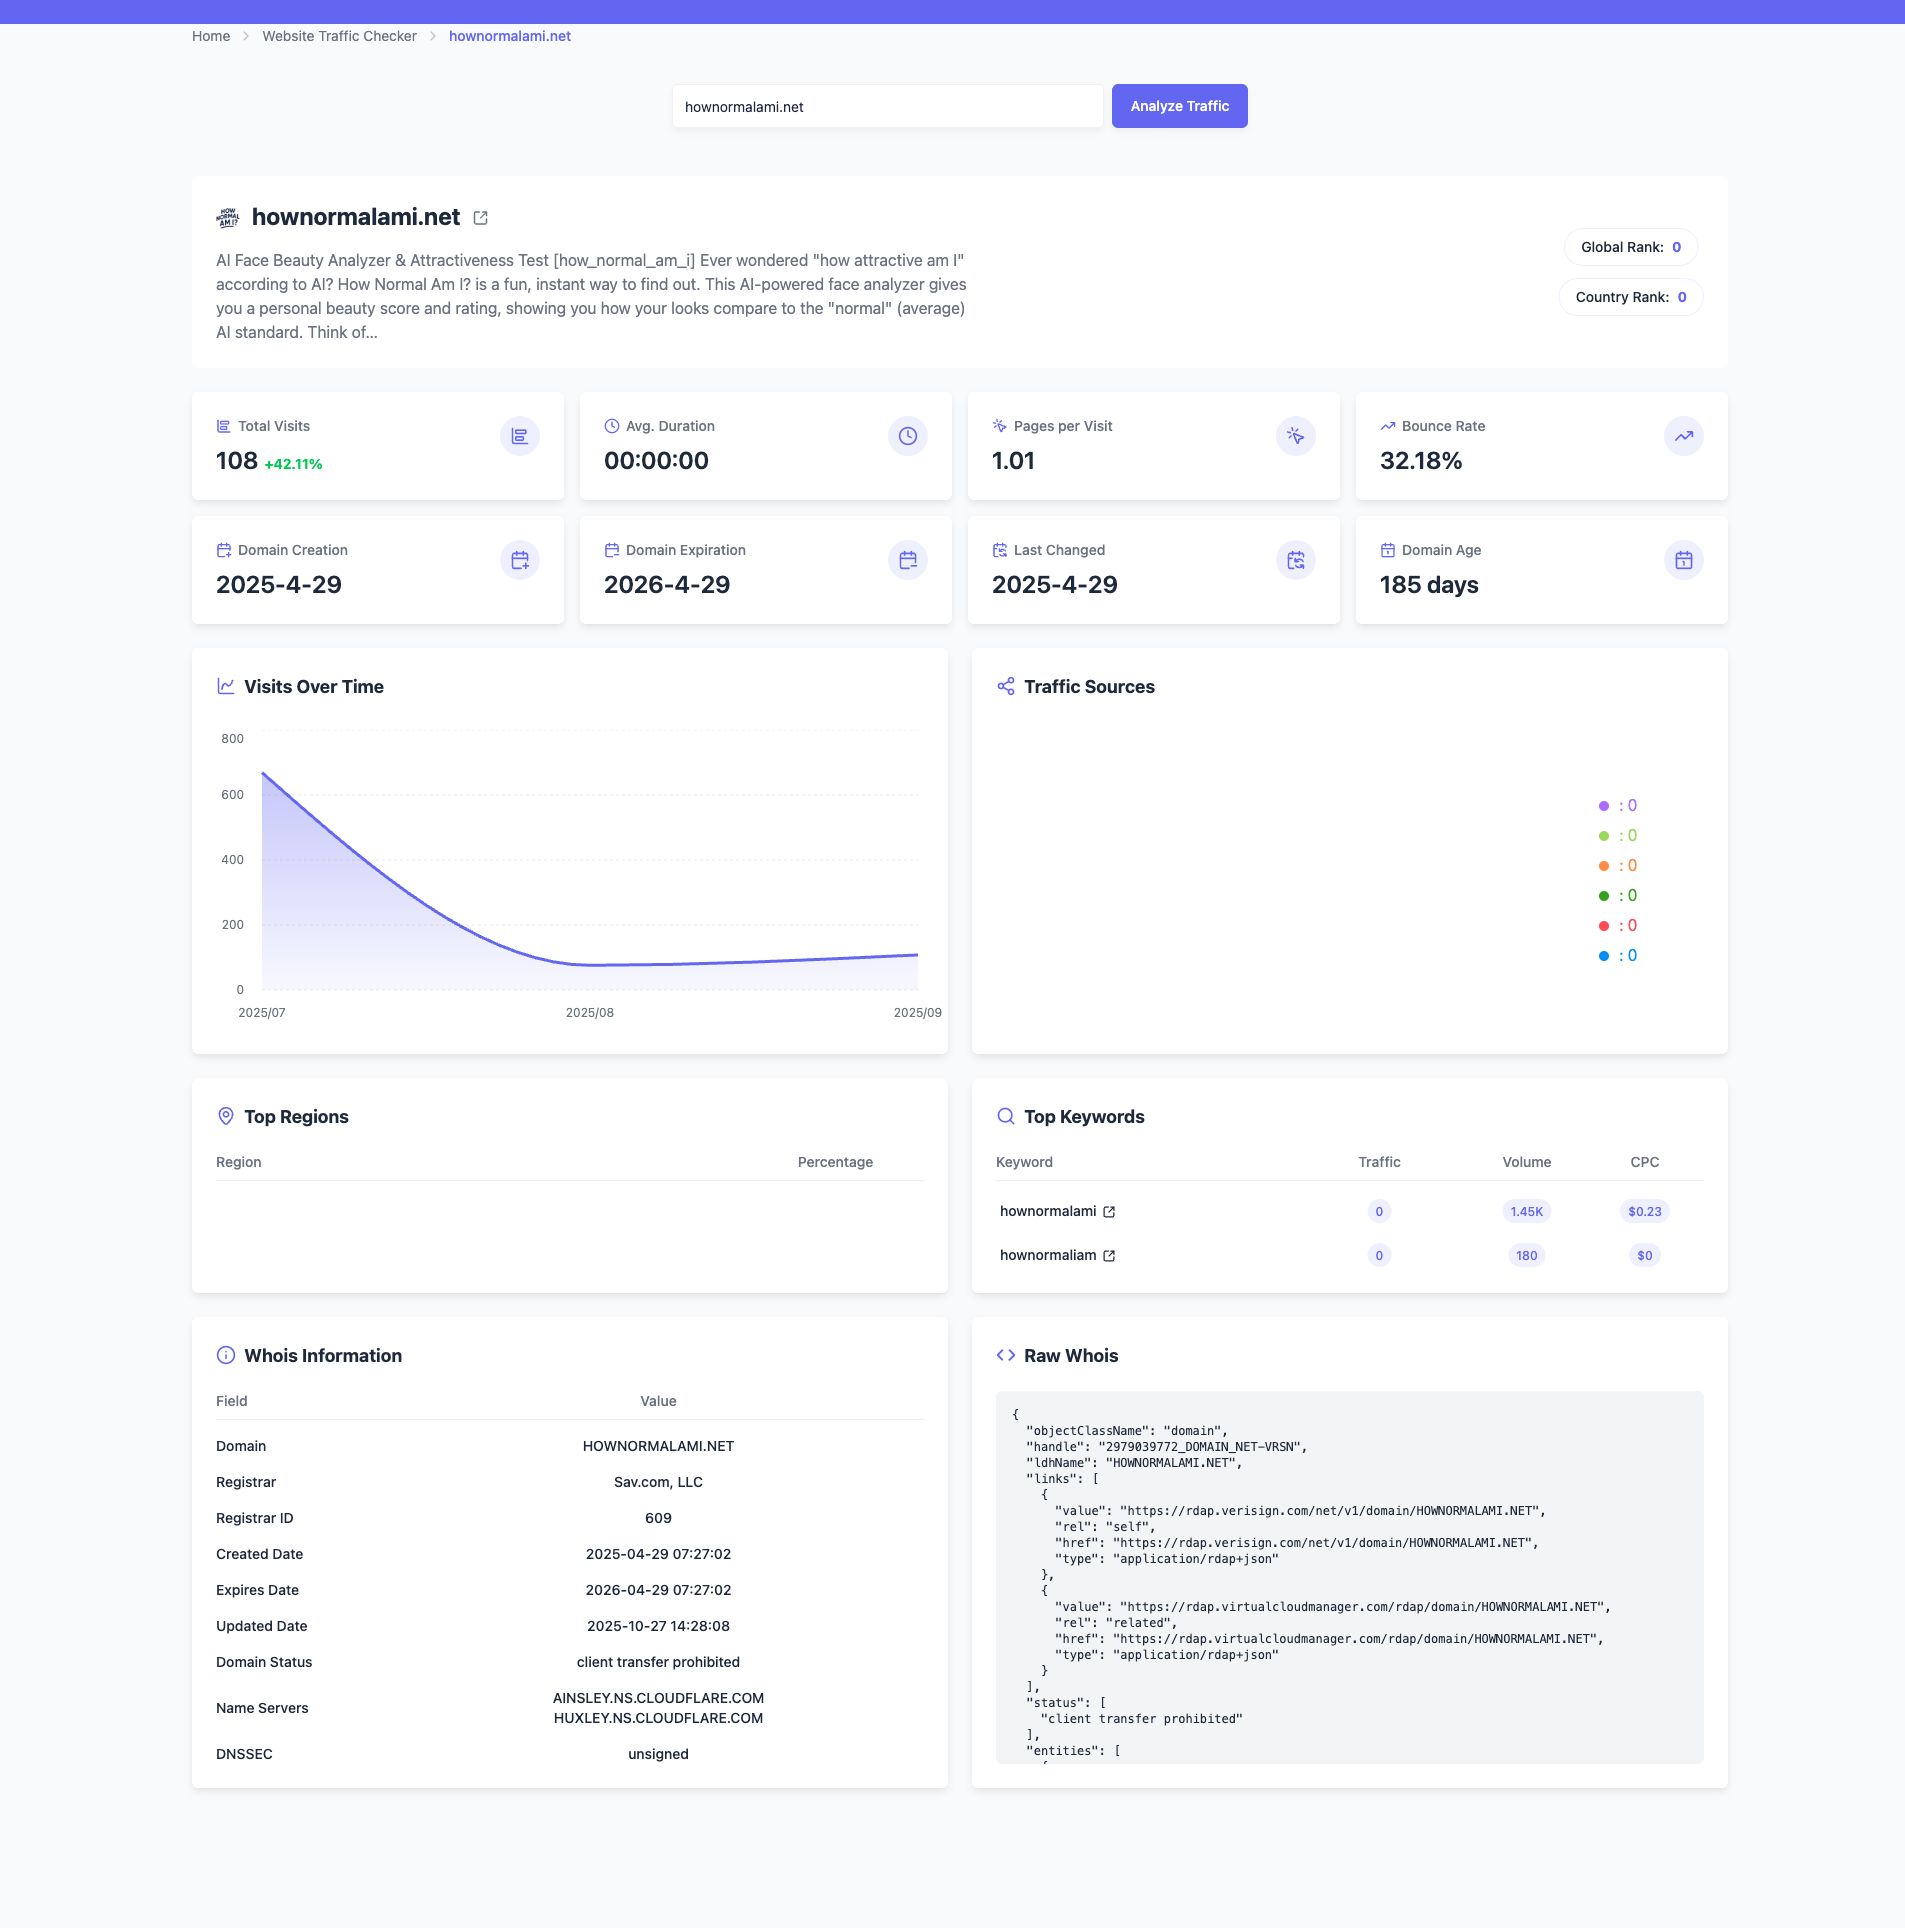 Home > Website Traffic Checker > hownormalami.net
hownormalami.net
Analyze Traffic
HOW NORMAL AM I?
hownormalami.net
AI Face Beauty Analyzer & Attractiveness Test [how_normal_am_i] Ever wondered "how attractive am I"
according to AI? How Normal Am I? is a fun, instant way to find out. This AI-powered face analyzer gives
you a personal beauty score and rating, showing you how your looks compare to the "normal" (average)
AI standard. Think of...
Global Rank: 0
Country Rank: 0
Total Visits
108 +42.11%
Avg. Duration
00:00:00
Pages per Visit
1.01
Bounce Rate
32.18%
Domain Creation
2025-4-29
Domain Expiration
2026-4-29
Last Changed
2025-4-29
Domain Age
185 days
Visits Over Time
800
600
400
200
0
2025/07 2025/08 2025/09
Traffic Sources
: 0
: 0
: 0
: 0
: 0
: 0
Top Regions
Region Percentage
Top Keywords
Keyword Traffic Volume CPC
hownormalami 0 1.45K $0.23
hownormaliam 0 180 $0
Whois Information
Field Value
Domain HOWNORMALAMI.NET
Registrar Sav.com, LLC
Registrar ID 609
Created Date 2025-04-29 07:27:02
Expires Date 2026-04-29 07:27:02
Updated Date 2025-10-27 14:28:08
Domain Status client transfer prohibited
Name Servers AINSLEY.NS.CLOUDFLARE.COM
HUXLEY.NS.CLOUDFLARE.COM
DNSSEC unsigned
Raw Whois
{
"objectClassName": "domain",
"handle": "2979039772_DOMAIN_NET-VRSN",
"ldhName": "HOWNORMALAMI.NET",
"links": [
{
"value": "https://rdap.verisign.com/net/v1/domain/HOWNORMALAMI.NET",
"rel": "self",
"href": "https://rdap.verisign.com/net/v1/domain/HOWNORMALAMI.NET",
"type": "application/rdap+json"
},
{
"value": "https://rdap.virtualcloudmanager.com/rdap/domain/HOWNORMALAMI.NET",
"rel": "related",
"href": "https://rdap.virtualcloudmanager.com/rdap/domain/HOWNORMALAMI.NET",
"type": "application/rdap+json"
}
],
"status": [
"client transfer prohibited"
],
"entities": [